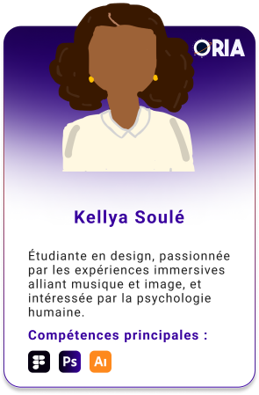 ORIA
Kellya Soulé
Étudiante en design, passionnée
par les expériences immersives
alliant musique et image, et
intéressée par la psychologie
humaine.
Compétences principales :
Ps Ai